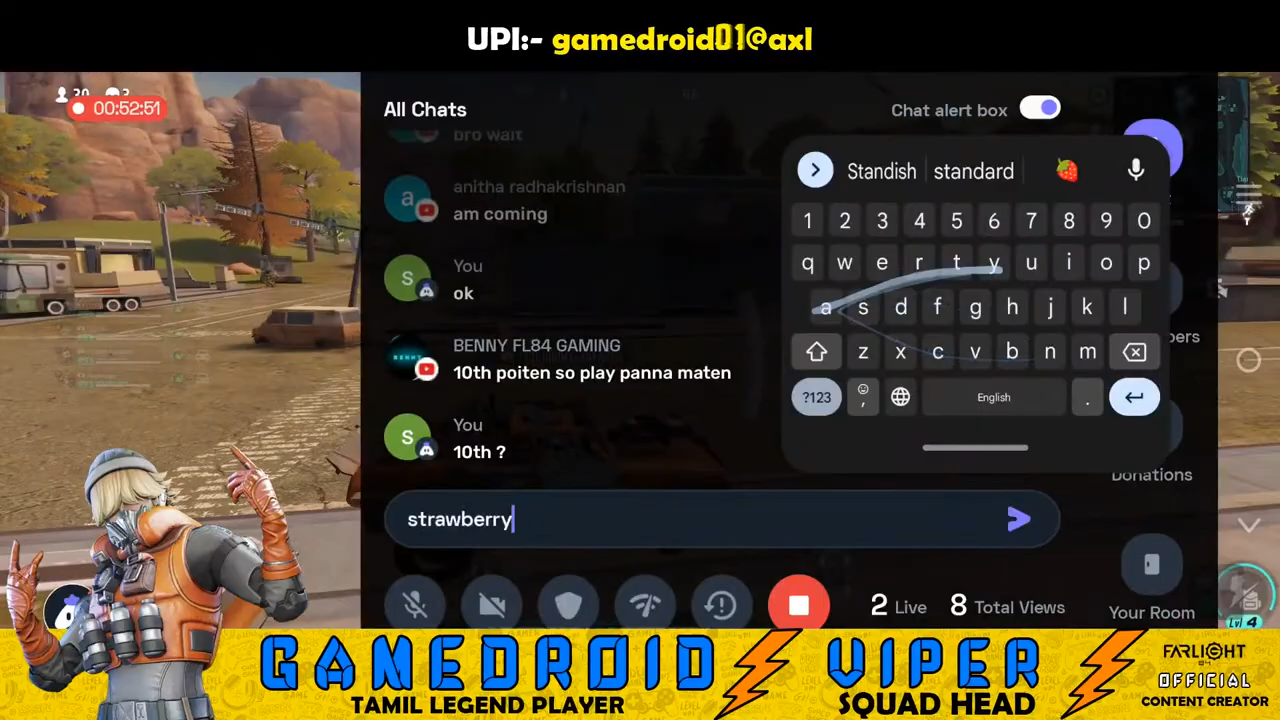 UPI:- gamedroid01@axl
00:52:51
All Chats
Chat alert box
bro wait
anitha radhakrishnan
am coming
You
ok
BENNY FL84 GAMING
10th poiten so play panna maten
You
10th ?
strawberry
Standish standard
1 2 3 4 5 6 7 8 9 0
q w e r t y u i o p
a s d f g h j k l
z x c v b n m
?123 , English .
Donations
2 Live 8 Total Views
Your Room
Lvl 4
GAMEDROID VIPER
TAMIL LEGEND PLAYER SQUAD HEAD
FARLIGHT
84
OFFICIAL
CONTENT CREATOR